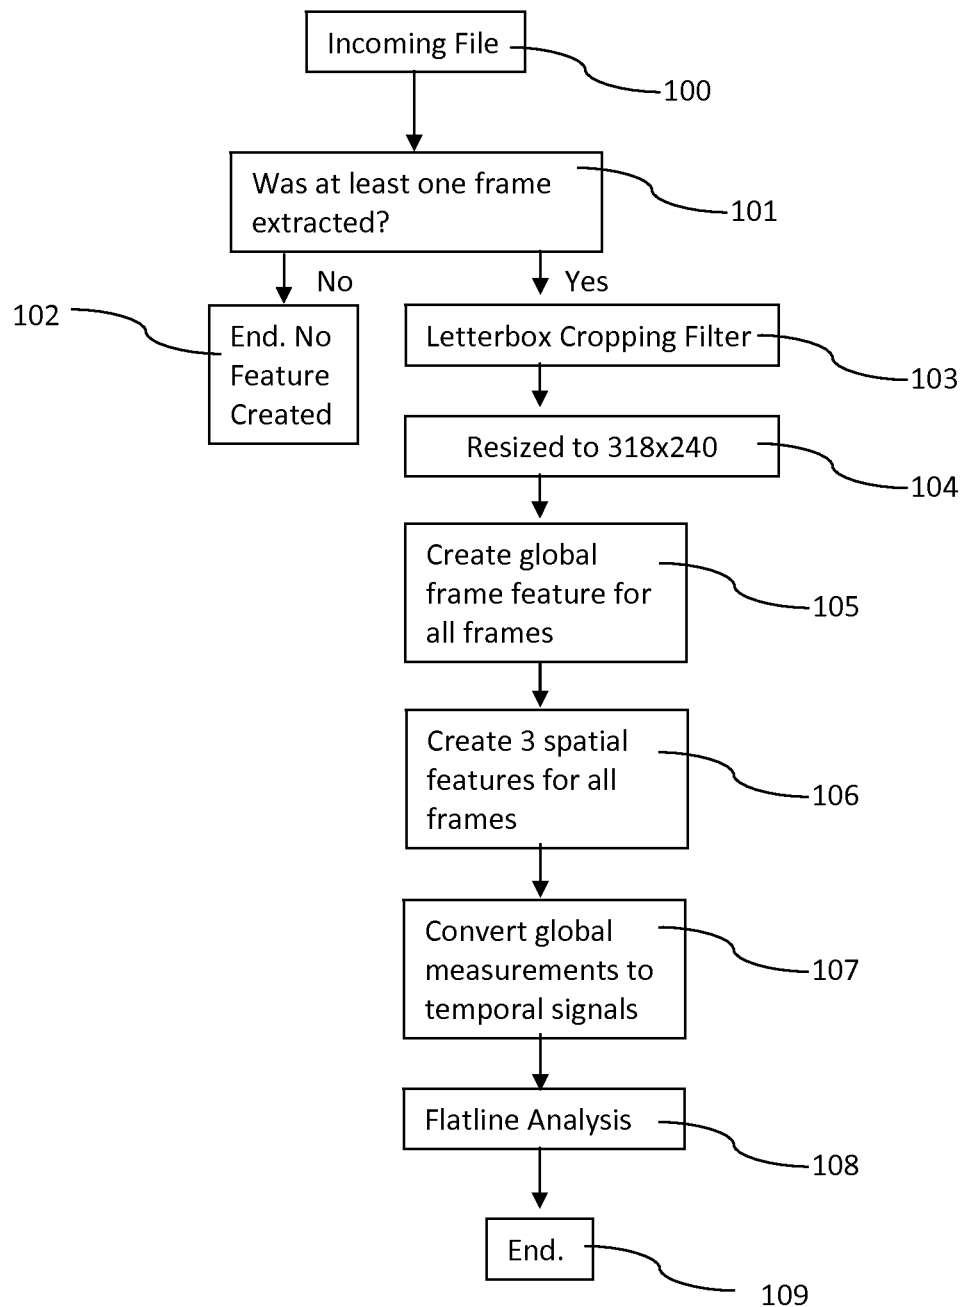 Incoming File
100
Was at least one frame
extracted?
101
No
Yes
102
End. No
Feature
Created
Letterbox Cropping Filter
103
Resized to 318x240
104
Create global
frame feature for
all frames
105
Create 3 spatial
features for all
frames
106
Convert global
measurements to
temporal signals
107
Flatline Analysis
108
End.
109